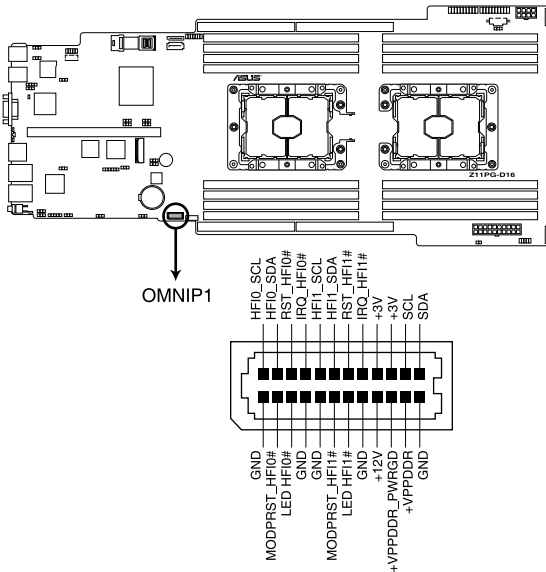 ASUS
Z11PG-D16
OMNIP1
HFI0_SCL
HFI0_SDA
RST_HFI0#
IRQ_HFI0#
HFI1_SCL
HFI1_SDA
RST_HFI1#
IRQ_HFI1#
+3V
+3V
SCL
SDA
GND
MODPRST_HFI0#
LED HFI0#
GND
GND
MODPRST_HFI1#
LED HFI1#
GND
+12V
+VPPDDR_PWRGD
+VPPDDR
GND